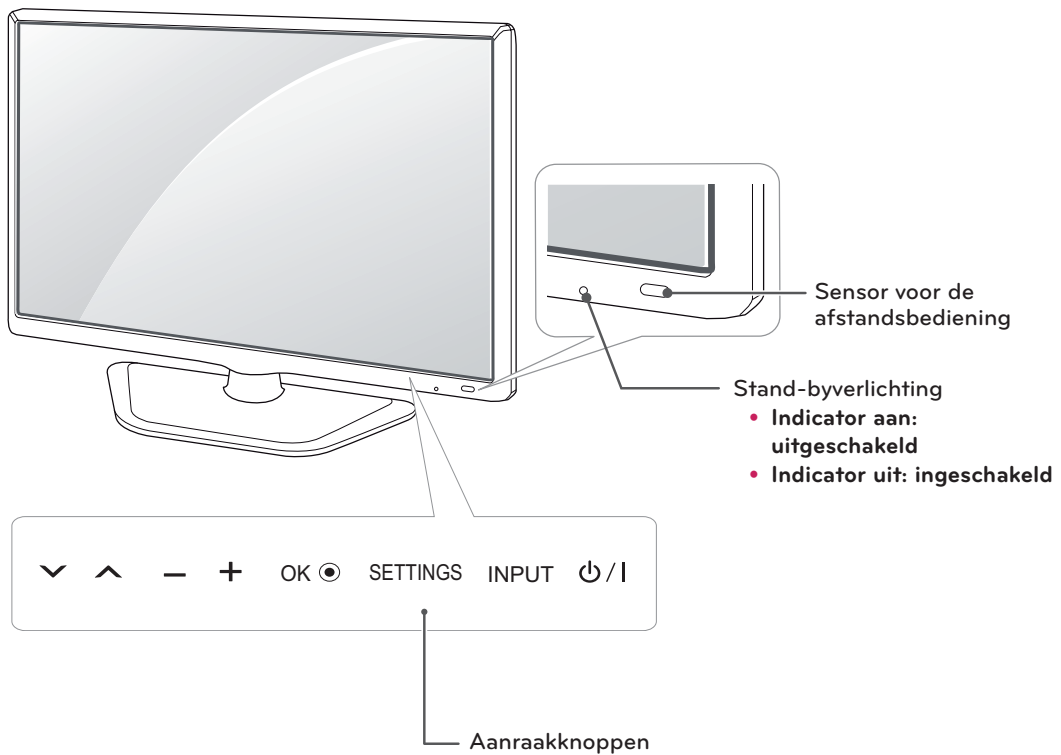 Sensor voor de
afstandsbediening
Stand-byverlichting
• Indicator aan:
uitgeschakeld
• Indicator uit: ingeschakeld
OK SETTINGS INPUT /I
Aanraakknoppen